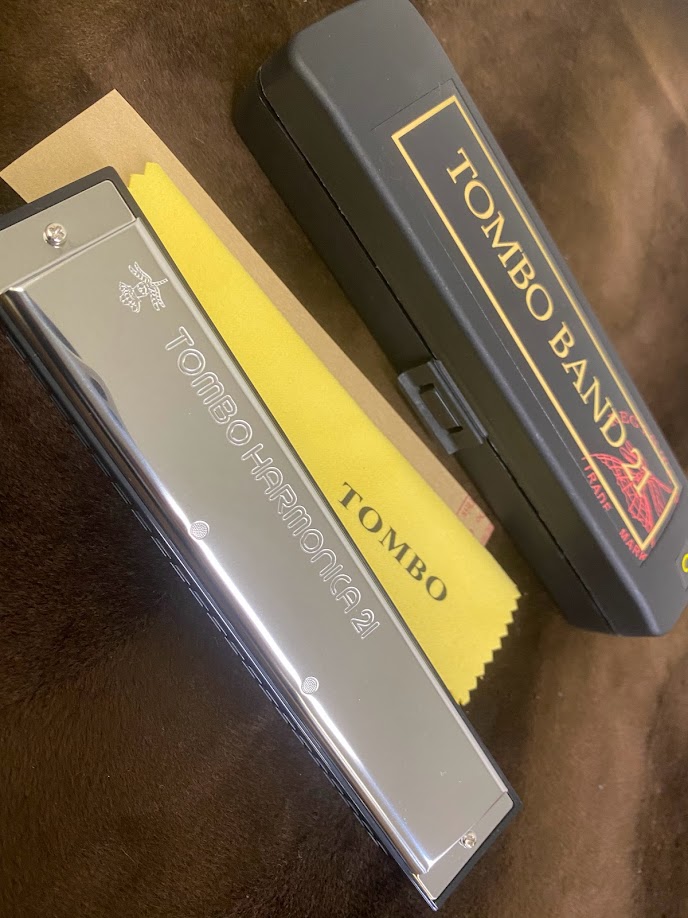 TOMBO HARMONICA 21
TOMBO
TOMBO BAND 21
TRADE MARK